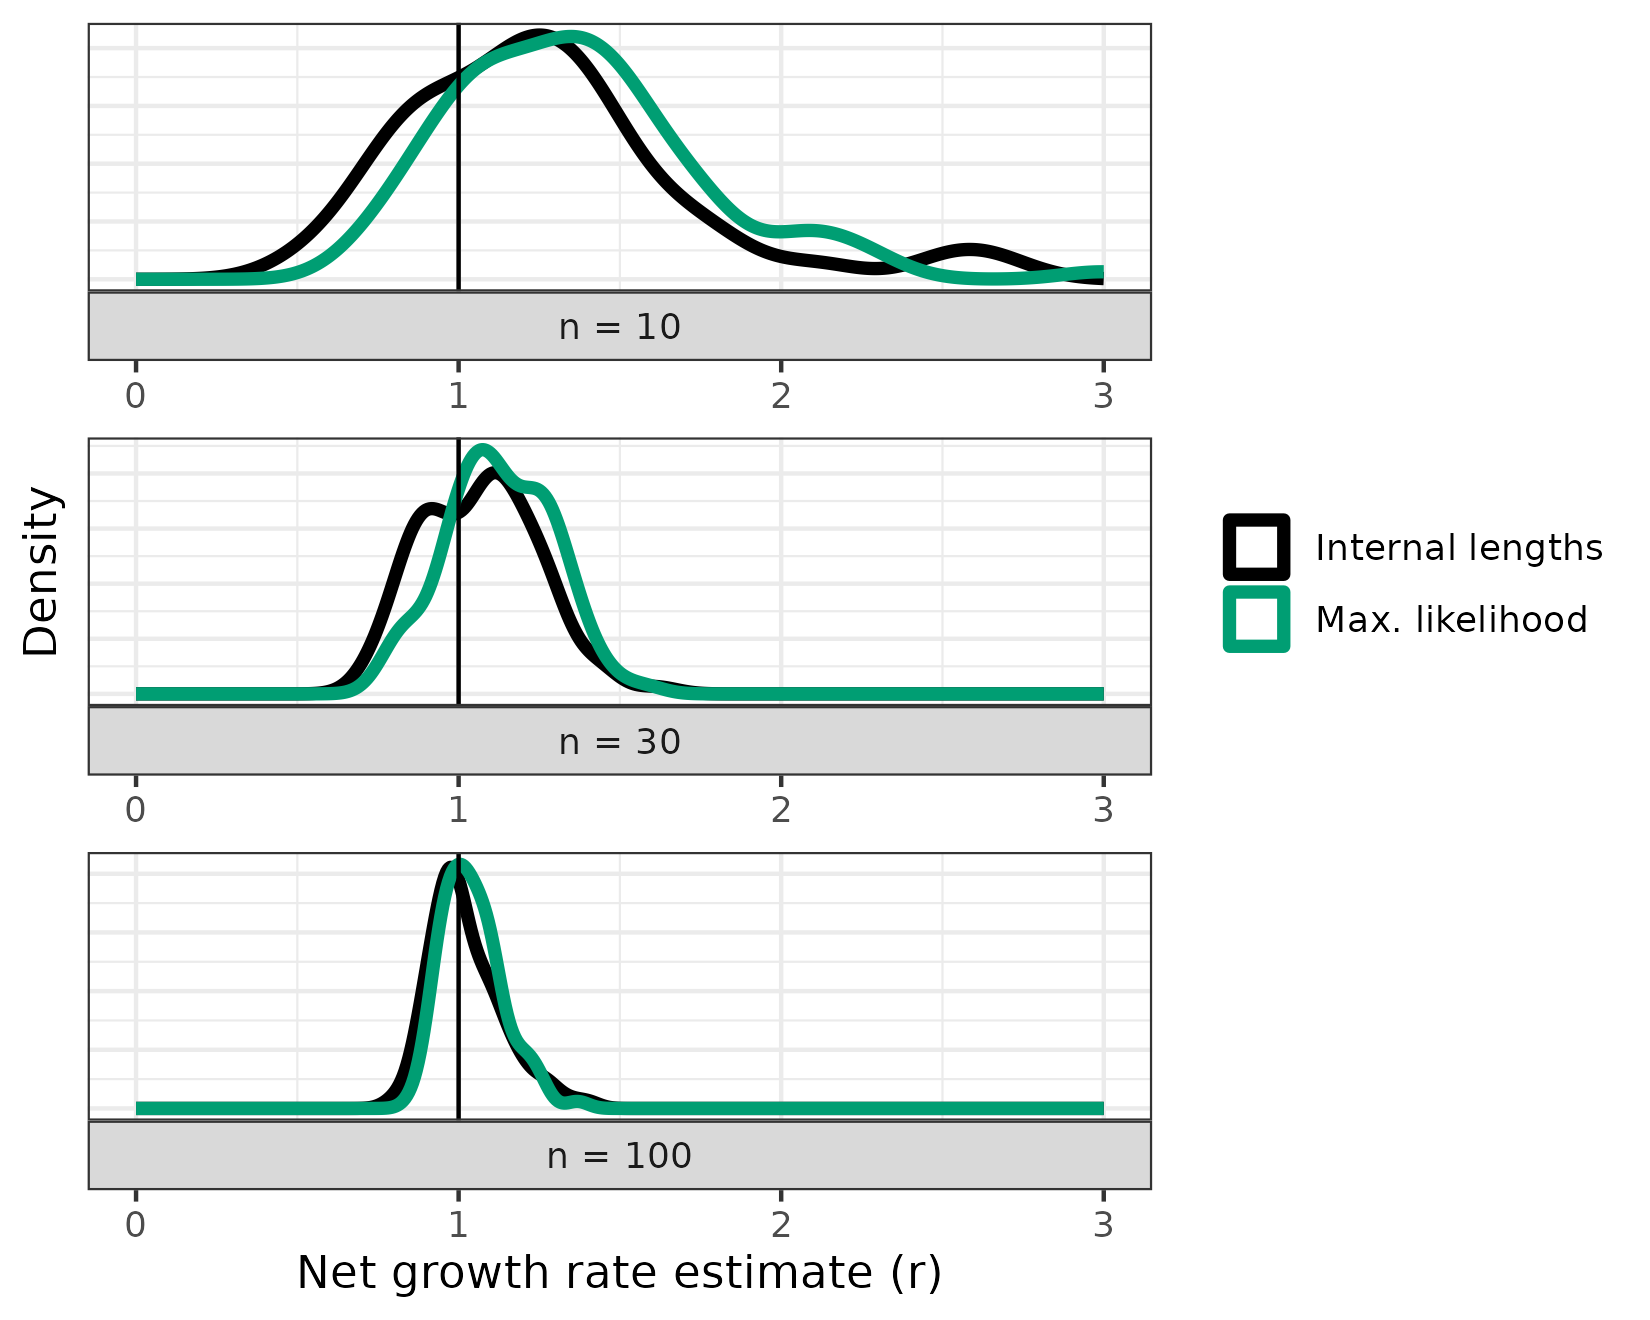 n = 10
0 1 2 3
n = 30
0 1 2 3
n = 100
0 1 2 3
Net growth rate estimate (r)
Density
Internal lengths
Max. likelihood